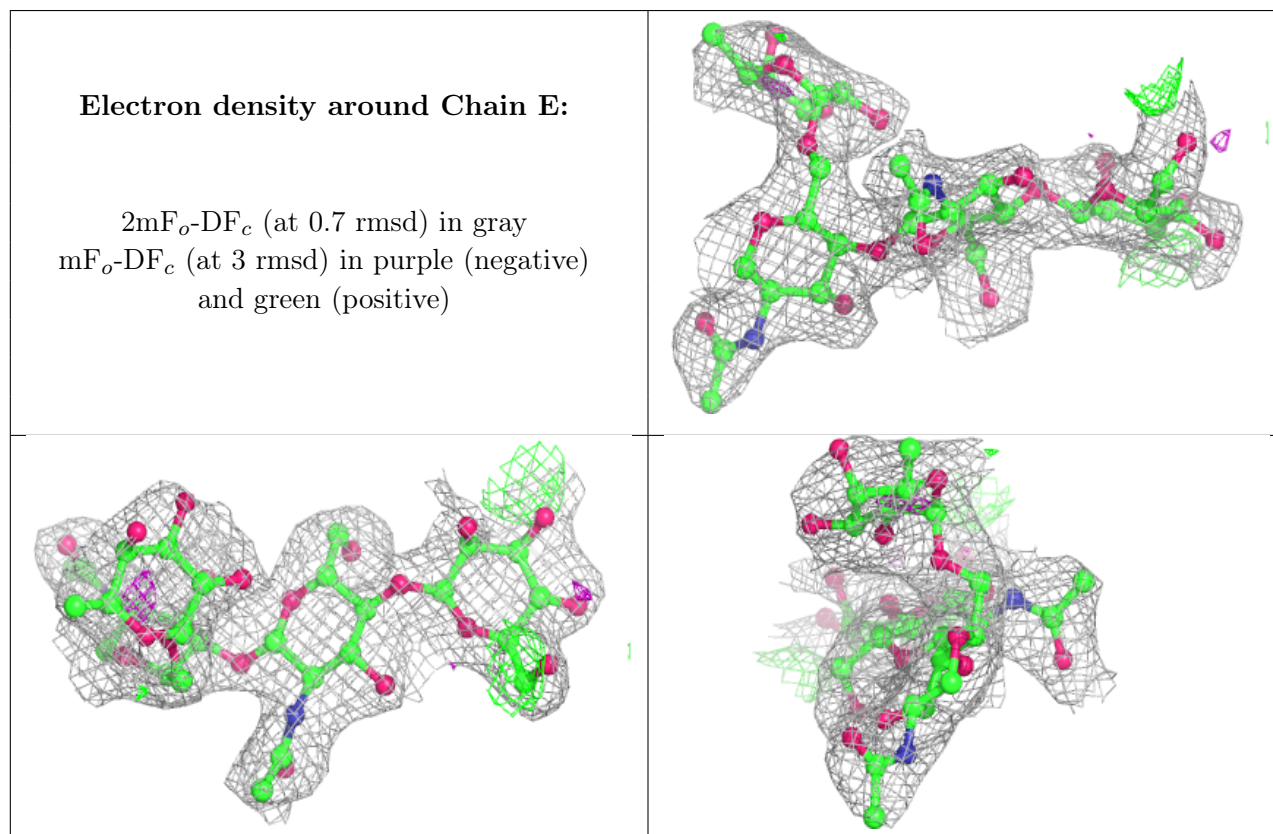 Electron density around Chain E:
2mFo-DFc (at 0.7 rmsd) in gray
mFo-DFc (at 3 rmsd) in purple (negative)
and green (positive)